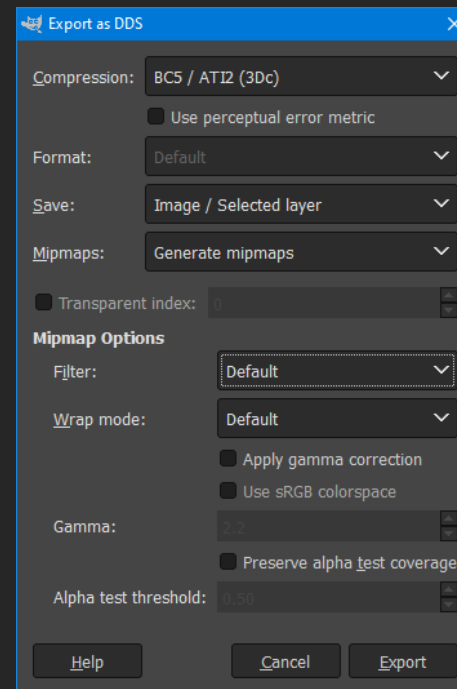 Export as DDS
Compression: BC5 / ATI2 (3Dc)
Use perceptual error metric
Format: Default
Save: Image / Selected layer
Mipmaps: Generate mipmaps
Transparent index: 0
Mipmap Options
Filter: Default
Wrap mode: Default
Apply gamma correction
Use sRGB colorspace
Gamma: 2.2
Preserve alpha test coverage
Alpha test threshold: 0.50
Help Cancel Export